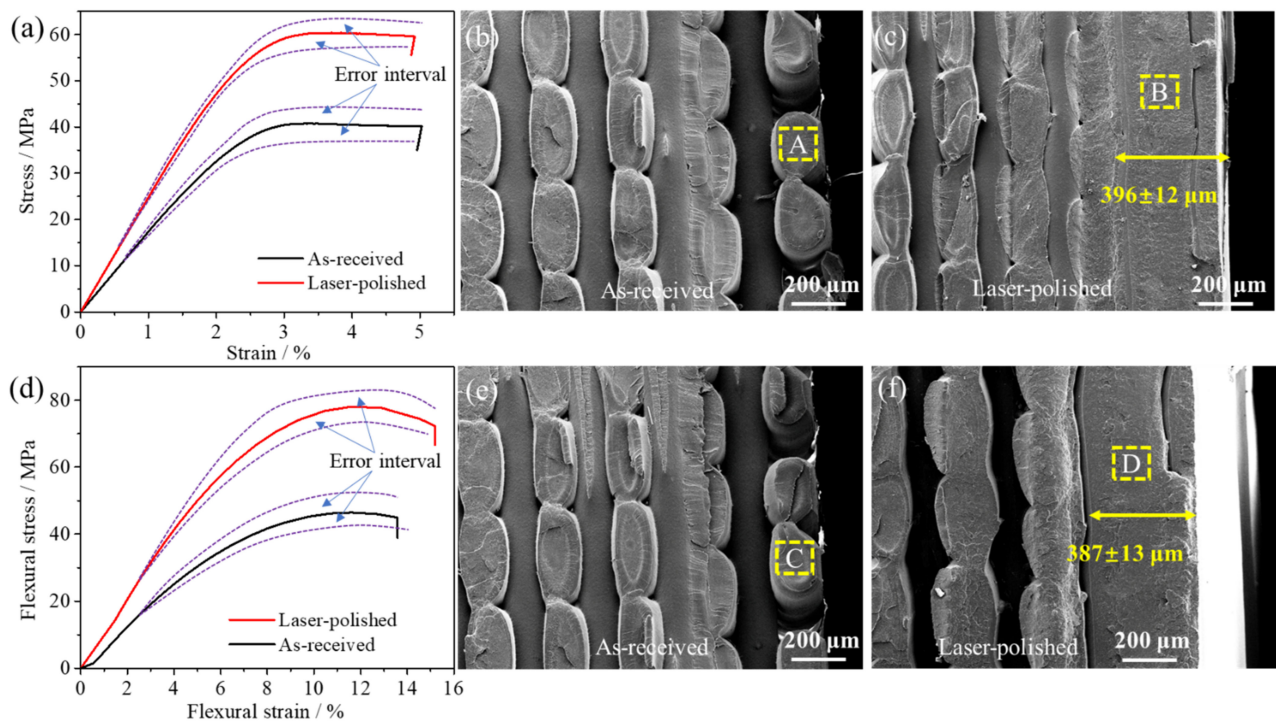 (a)
Stress / MPa
60
50
40
30
20
10
0
Error interval
As-received
Laser-polished
0 1 2 3 4 5
Strain / %
(b)
A
As-received
200 µm
(c)
B
396±12 µm
Laser-polished
200 µm
(d)
Flexural stress / MPa
80
60
40
20
0
Error interval
Laser-polished
As-received
0 2 4 6 8 10 12 14 16
Flexural strain / %
(e)
C
As-received
200 µm
(f)
D
387±13 µm
Laser-polished
200 µm